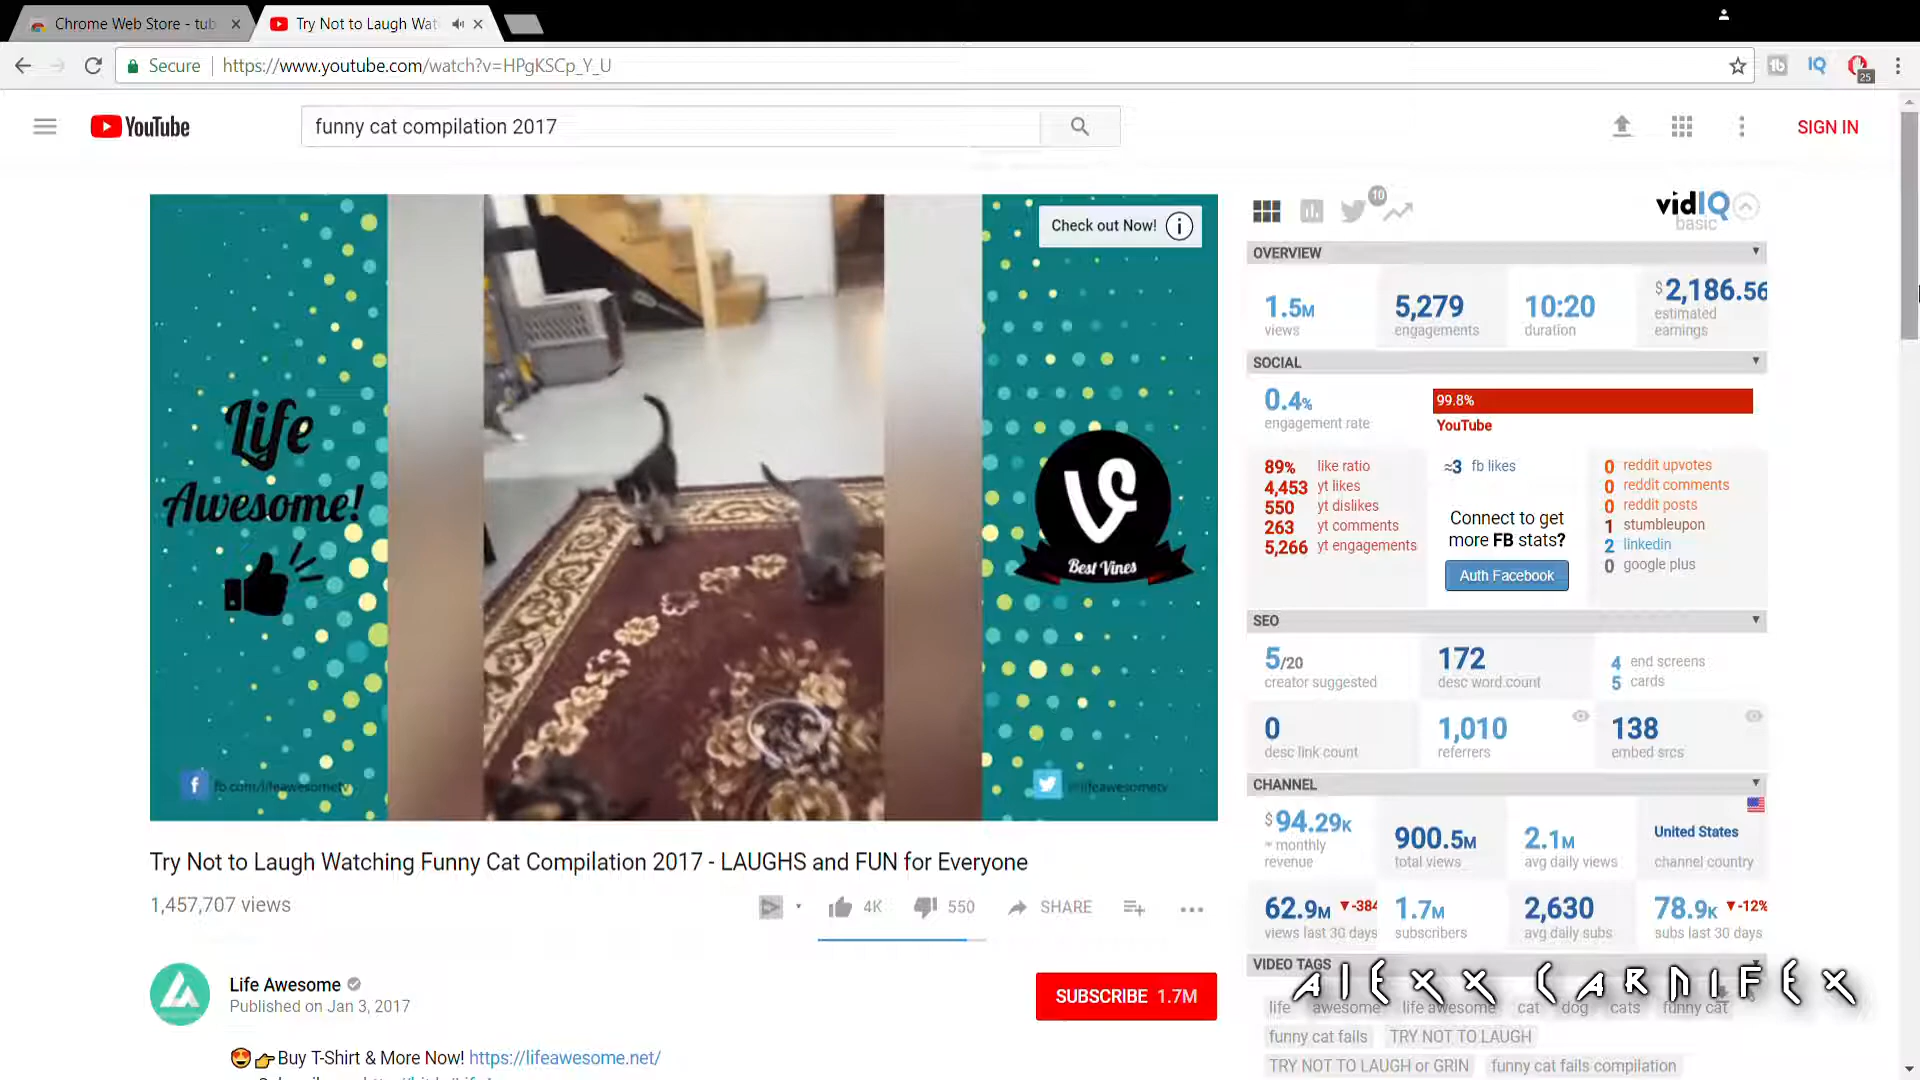 Chrome Web Store - tub
Try Not to Laugh Wat
Secure https://www.youtube.com/watch?v=HPgKSCp_Y_U
IQ
25
YouTube
funny cat compilation 2017
SIGN IN
Check out Now!
Life
Awesome!
Best Vines
fb.com/lifeawesometv
@lifeawesometv
10
vidIQ
basic
OVERVIEW
1.5M 5,279 10:20 $2,186.56
views engagements duration estimated
earnings
SOCIAL
0.4%
engagement rate
99.8%
YouTube
89% like ratio
4,453 yt likes
550 yt dislikes
263 yt comments
5,266 yt engagements
≈3 fb likes
Connect to get
more FB stats?
Auth Facebook
0 reddit upvotes
0 reddit comments
0 reddit posts
1 stumbleupon
2 linkedin
0 google plus
SEO
5/20 172 4 end screens
creator suggested desc word count 5 cards
0 1,010 138
desc link count referrers embed srcs
CHANNEL
$94.29K 900.5M 2.1M United States
≈ monthly
revenue total views avg daily views channel country
62.9M ▼-384 1.7M 2,630 78.9K ▼-12%
views last 30 days subscribers avg daily subs subs last 30 days
VIDEO TAGS
AlExx CArnifEx
life awesome life awesome cat dog cats funny cat
funny cat fails TRY NOT TO LAUGH
TRY NOT TO LAUGH or GRIN funny cat fails compilation
Try Not to Laugh Watching Funny Cat Compilation 2017 - LAUGHS and FUN for Everyone
1,457,707 views
4K 550 SHARE
Life Awesome
Published on Jan 3, 2017
SUBSCRIBE 1.7M
😍👉Buy T-Shirt & More Now! https://lifeawesome.net/